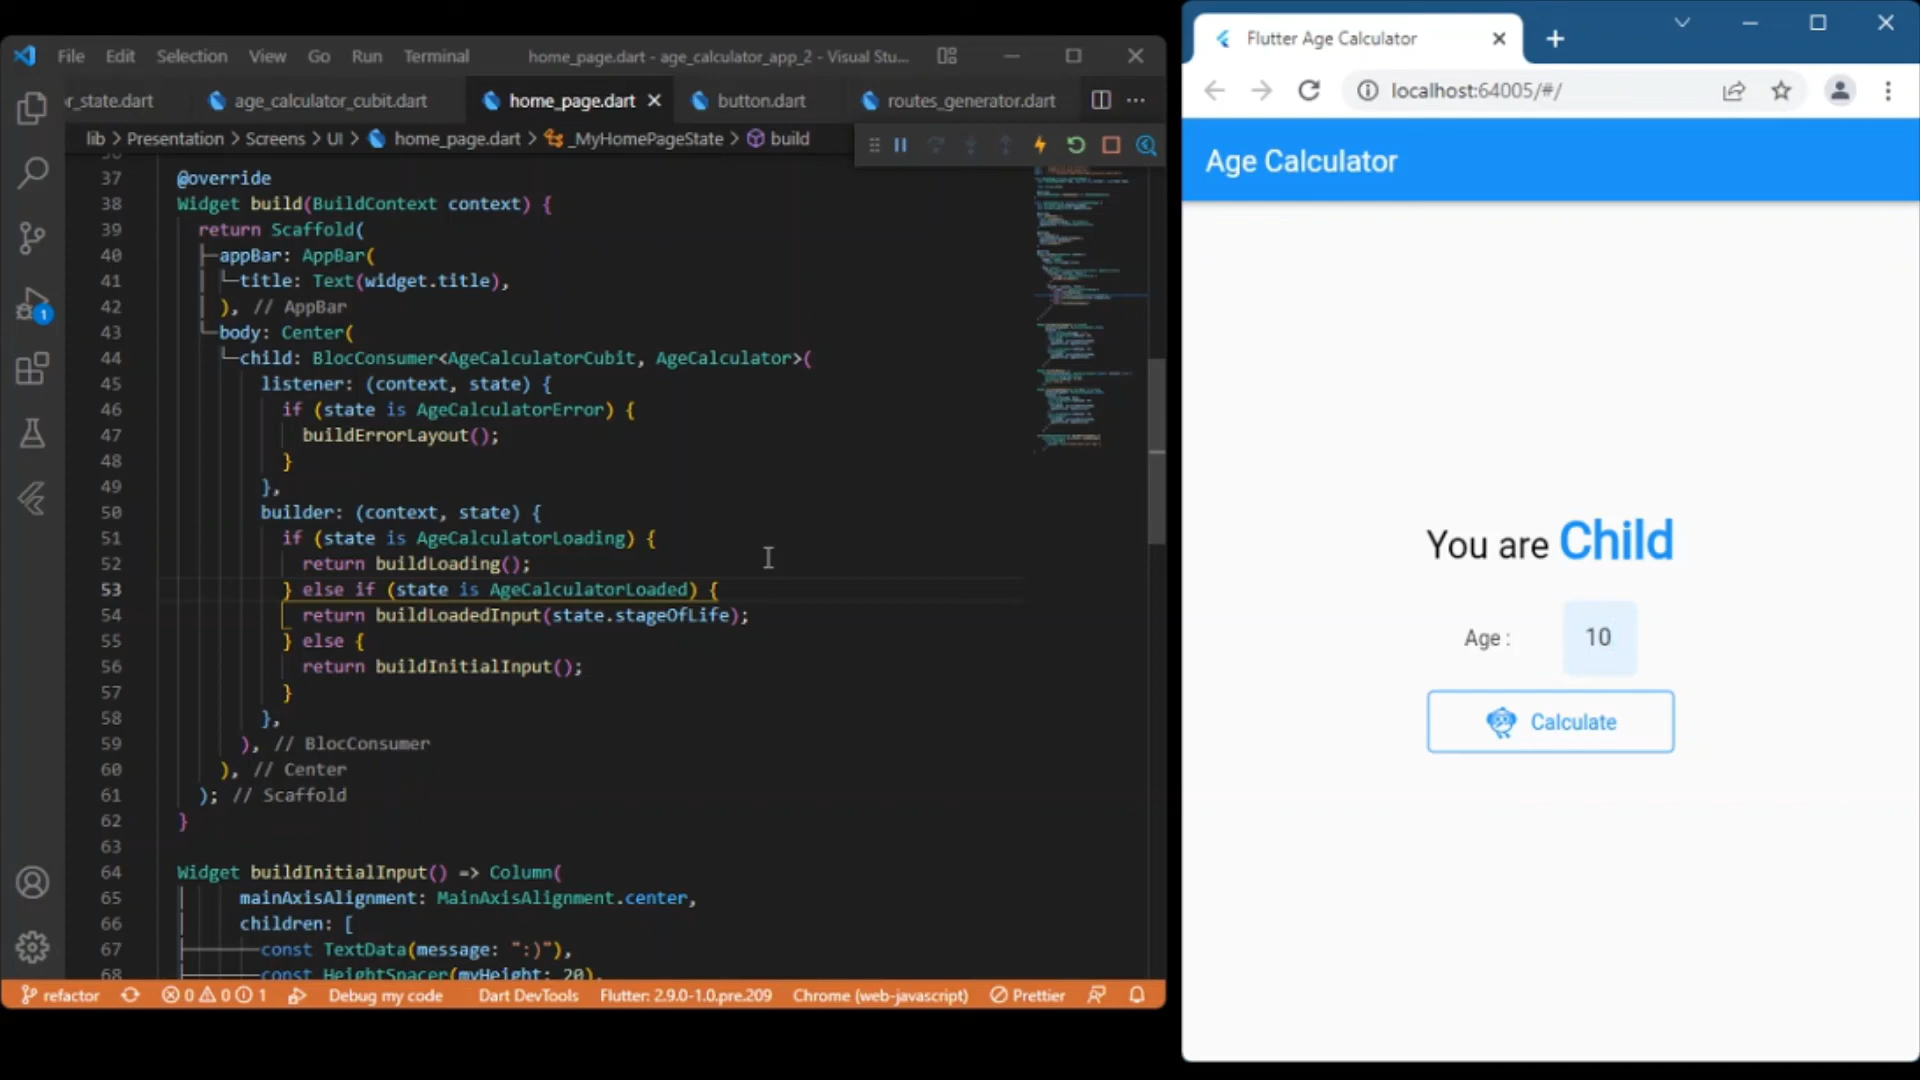 File Edit Selection View Go Run Terminal home_page.dart - age_calculator_app_2 - Visual Stu...
r_state.dart age_calculator_cubit.dart home_page.dart button.dart routes_generator.dart
lib > Presentation > Screens > UI > home_page.dart > _MyHomePageState > build
37 @override
38 Widget build(BuildContext context) {
39 return Scaffold(
40 appBar: AppBar(
41 title: Text(widget.title),
42 ), // AppBar
43 body: Center(
44 child: BlocConsumer<AgeCalculatorCubit, AgeCalculator>(
45 listener: (context, state) {
46 if (state is AgeCalculatorError) {
47 buildErrorLayout();
48 }
49 },
50 builder: (context, state) {
51 if (state is AgeCalculatorLoading) {
52 return buildLoading();
53 } else if (state is AgeCalculatorLoaded) {
54 return buildLoadedInput(state.stageOfLife);
55 } else {
56 return buildInitialInput();
57 }
58 },
59 ), // BlocConsumer
60 ), // Center
61 ); // Scaffold
62 }
63
64 Widget buildInitialInput() => Column(
65 mainAxisAlignment: MainAxisAlignment.center,
66 children: [
67 const TextData(message: ":)"),
68 const HeightSpacer(myHeight: 20),
1
refactor 0 0 1 Debug my code Dart DevTools Flutter: 2.9.0-1.0.pre.209 Chrome (web-javascript) Prettier
Flutter Age Calculator
localhost:64005/#/
Age Calculator
You are Child
Age : 10
Calculate